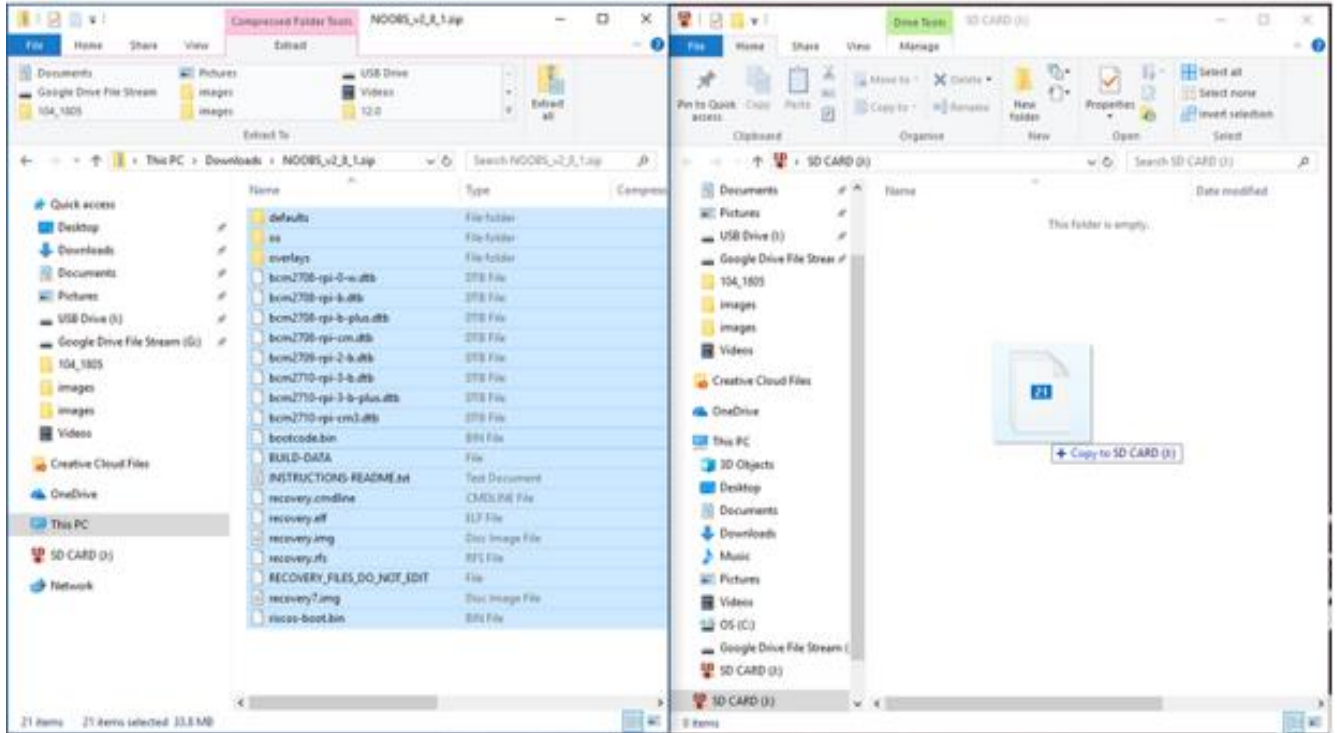 Compressed Folder Tools NOOBS_v2_8_1.zip
File Home Share View Extract
Documents Pictures USB Drive
Google Drive File Stream images Videos
104_1805 images 12.0
Extract all
Extract To
This PC > Downloads > NOOBS_v2_8_1.zip Search NOOBS_v2_8_1.zip
Name Type Compress
Quick access
Desktop
Downloads
Documents
Pictures
USB Drive (I:)
Google Drive File Stream (G:)
104_1805
images
images
Videos
Creative Cloud Files
OneDrive
This PC
SD CARD (J:)
Network
defaults File folder
os File folder
overlays File folder
bcm2708-rpi-0-w.dtb DTB File
bcm2708-rpi-b.dtb DTB File
bcm2708-rpi-b-plus.dtb DTB File
bcm2708-rpi-cm.dtb DTB File
bcm2709-rpi-2-b.dtb DTB File
bcm2710-rpi-3-b.dtb DTB File
bcm2710-rpi-3-b-plus.dtb DTB File
bcm2710-rpi-cm3.dtb DTB File
bootcode.bin BIN File
BUILD-DATA File
INSTRUCTIONS-README.txt Text Document
recovery.cmdline CMDLINE File
recovery.elf ELF File
recovery.img Disc Image File
recovery.rfs RFS File
RECOVERY_FILES_DO_NOT_EDIT File
recovery7.img Disc Image File
riscos-boot.bin BIN File
21 items 21 items selected 33.8 MB
Drive Tools SD CARD (J:)
File Home Share View Manage
Pin to Quick access Copy Paste
Move to Delete
Copy to Rename
New folder
Properties
Select all
Select none
Invert selection
Clipboard Organise New Open Select
SD CARD (J:) Search SD CARD (J:)
Name Date modified
This folder is empty.
Documents
Pictures
USB Drive (I:)
Google Drive File Strear
104_1805
images
images
Videos
Creative Cloud Files
OneDrive
This PC
3D Objects
Desktop
Documents
Downloads
Music
Pictures
Videos
OS (C:)
Google Drive File Stream (
SD CARD (J:)
SD CARD (J:)
21
Copy to SD CARD (J:)
0 items